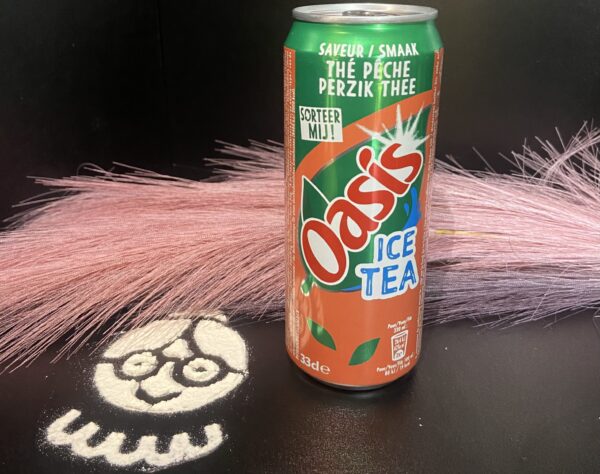 SAVEUR / SMAAK
THÉ PÊCHE
PERZIK THEE
SORTEER
MIJ!
Oasis
ICE
TEA
33cl e